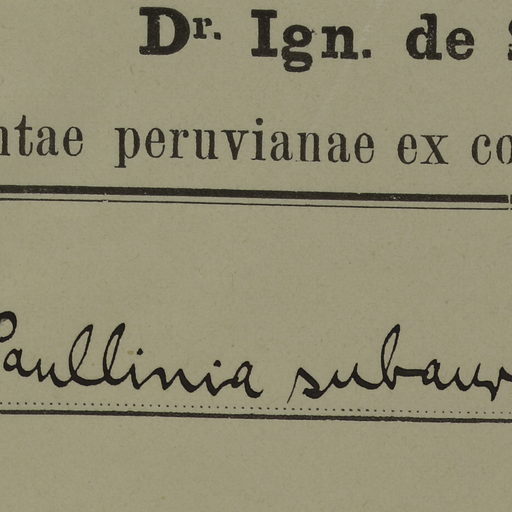 Dr. Ign. de
ntae peruvianae ex co
Paullinia subaur